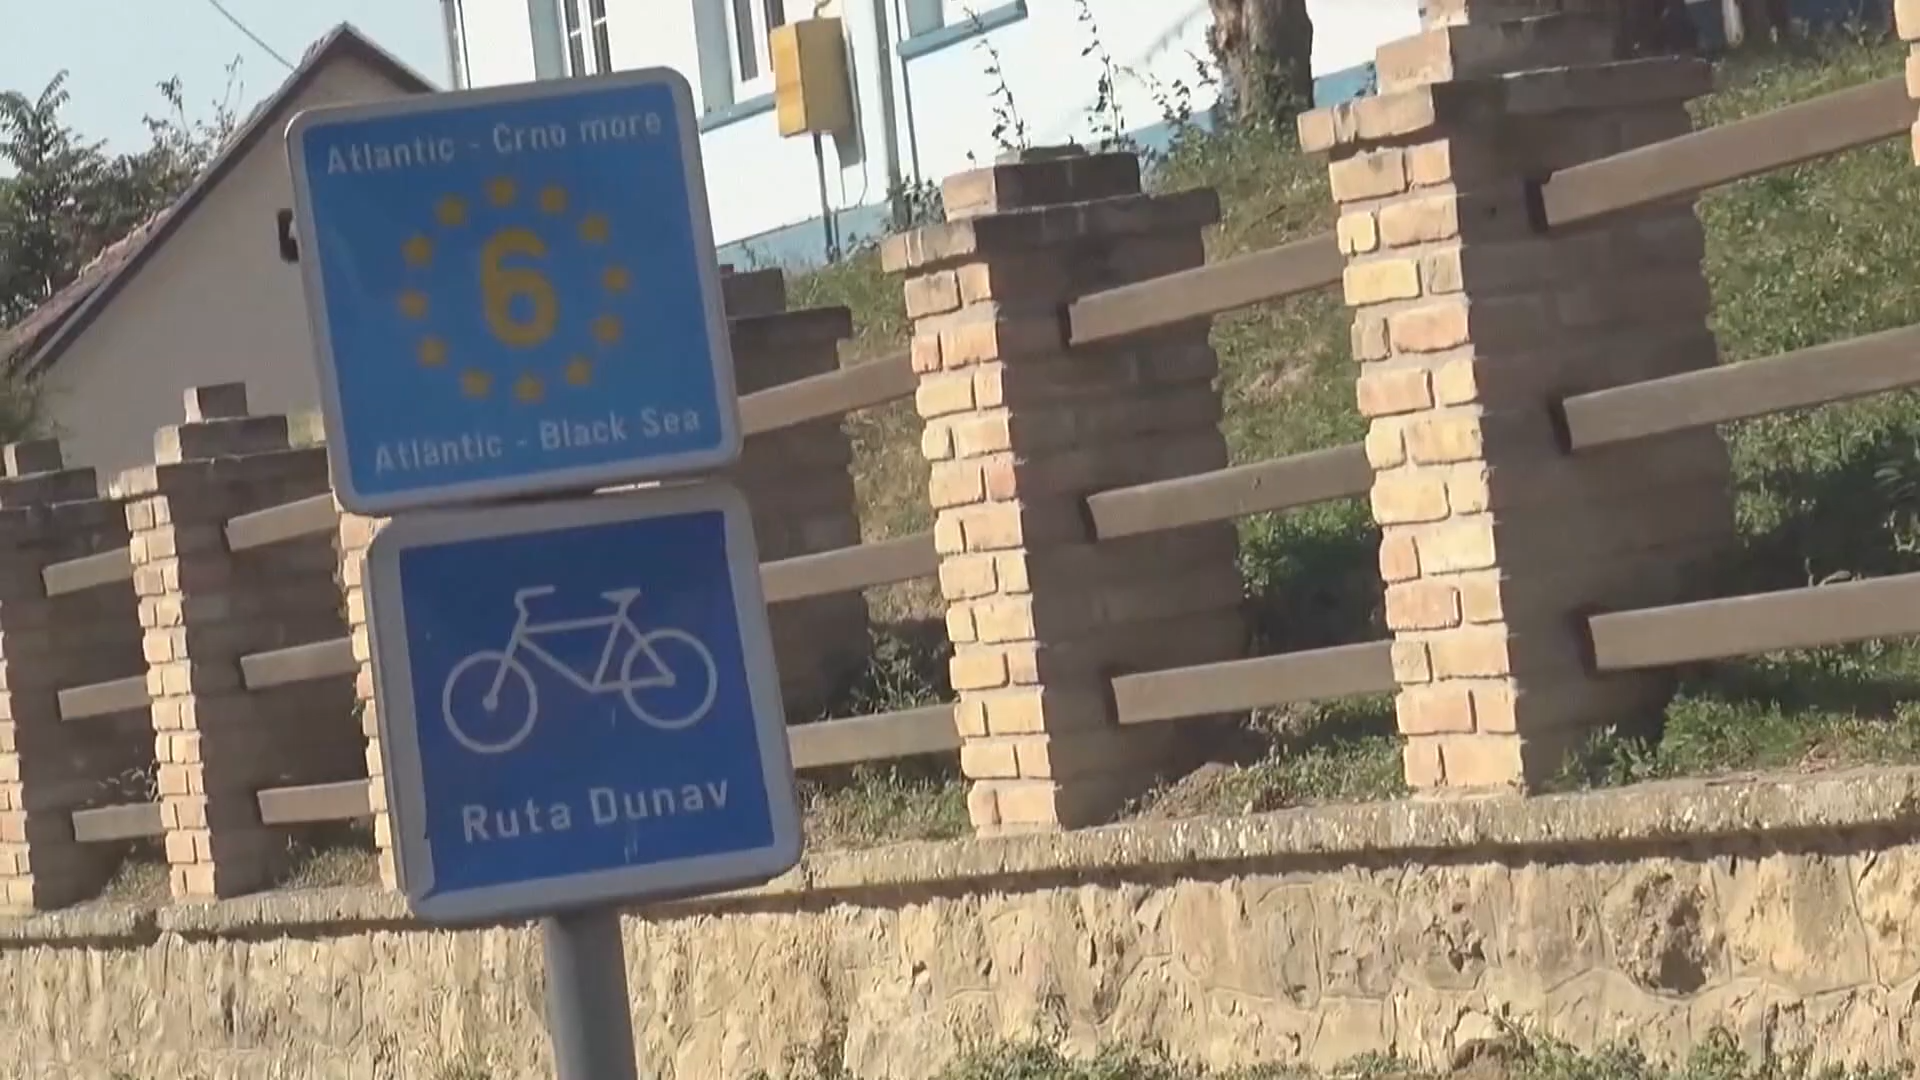 Atlantic - Crno more
6
Atlantic - Black Sea
Ruta Dunav